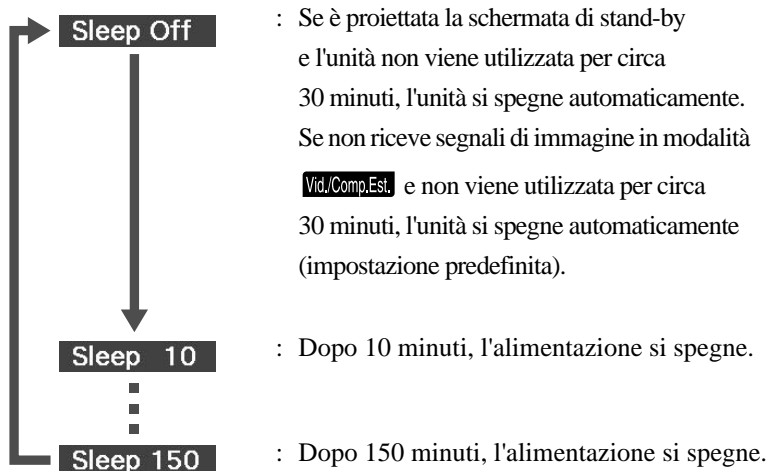 Sleep Off : Se è proiettata la schermata di stand-by
e l'unità non viene utilizzata per circa
30 minuti, l'unità si spegne automaticamente.
Se non riceve segnali di immagine in modalità
Vid./Comp.Est. e non viene utilizzata per circa
30 minuti, l'unità si spegne automaticamente
(impostazione predefinita).
Sleep 10 : Dopo 10 minuti, l'alimentazione si spegne.
Sleep 150 : Dopo 150 minuti, l'alimentazione si spegne.